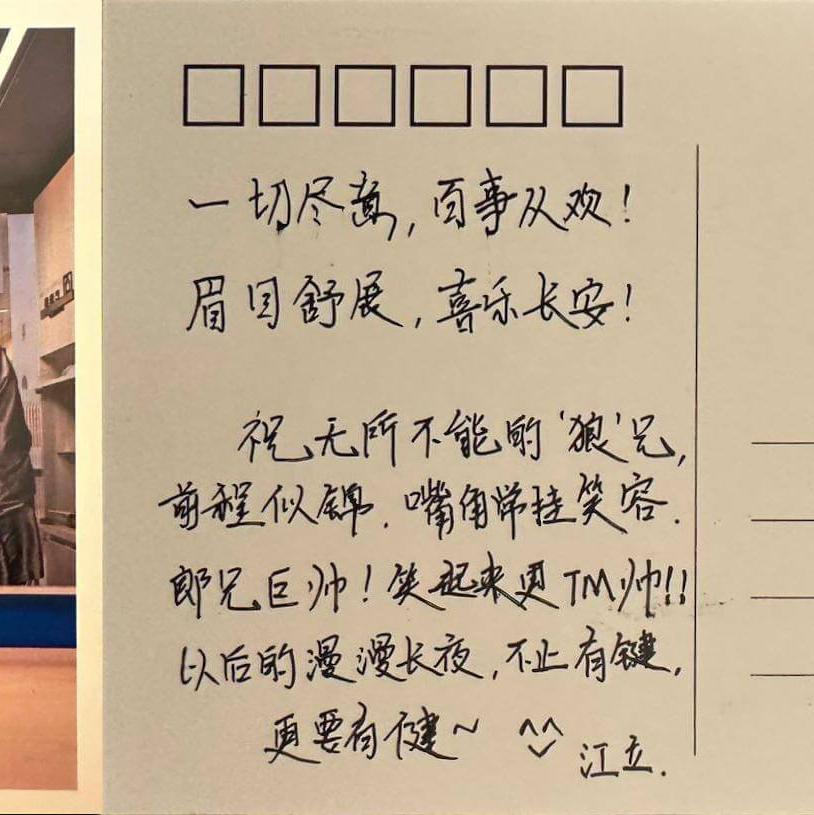 一切尽意，百事从欢！
眉目舒展，喜乐长安！
祝无所不能的'狼'兄，
前程似锦．嘴角常挂笑容．
郎兄巨帅！笑起来更TM帅!!
以后的漫漫长夜，不止有键，
更要有健~ ^^
江立．